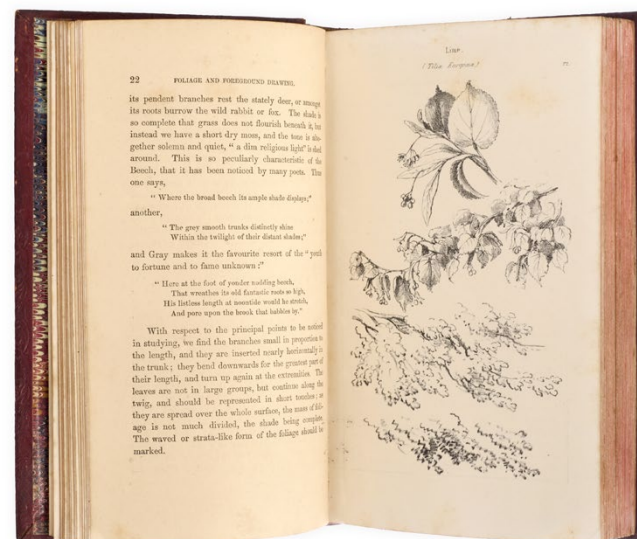 22 FOLIAGE AND FOREGROUND DRAWING.
its pendent branches rest the stately deer, or amongst
its roots burrow the wild rabbit or fox. The shade is
so complete that grass does not flourish beneath it, but
instead we have a short dry moss, and the tone is alto-
gether solemn and quiet, “ a dim religious light” is shed
around. This is so peculiarly characteristic of the
Beech, that it has been noticed by many poets. Thus
one says,
“ Where the broad beech its ample shade displays;”
another,
“ The grey smooth trunks distinctly shine
Within the twilight of their distant shades;”
and Gray makes it the favourite resort of the “ youth
to fortune and to fame unknown :”
“ Here at the foot of yonder nodding beech,
That wreathes its old fantastic roots so high,
His listless length at noontide would he stretch,
And pore upon the brook that babbles by.”
With respect to the principal points to be noticed
in studying, we find the branches small in proportion to
the length, and they are inserted nearly horizontally in
the trunk; they bend downwards for the greatest part of
their length, and turn up again at the extremities. The
leaves are not in large groups, but continue along the
twig, and should be represented in short touches; as
they are spread over the whole surface, the mass of foli-
age is not much divided, the shade being complete.
The waved or strata-like form of the foliage should be
marked.
(Tilia Europæa)